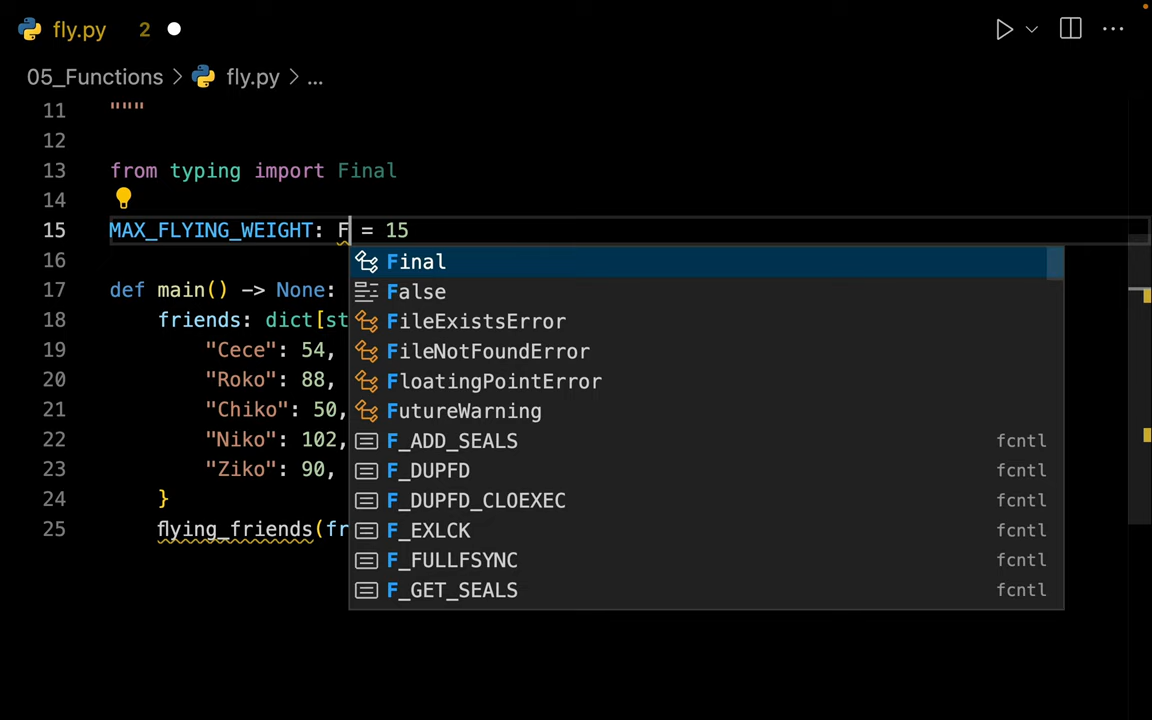 fly.py 2
05_Functions > fly.py > ...
11 """
12
13 from typing import Final
14
15 MAX_FLYING_WEIGHT: F = 15
16
Final
17 def main() -> None:
False
18 friends: dict[st
FileExistsError
19 "Cece": 54,
FileNotFoundError
20 "Roko": 88,
FloatingPointError
21 "Chiko": 50,
FutureWarning
22 "Niko": 102,
F_ADD_SEALS fcntl
23 "Ziko": 90,
F_DUPFD fcntl
24 }
F_DUPFD_CLOEXEC fcntl
25 flying_friends(fr
F_EXLCK fcntl
F_FULLFSYNC fcntl
F_GET_SEALS fcntl